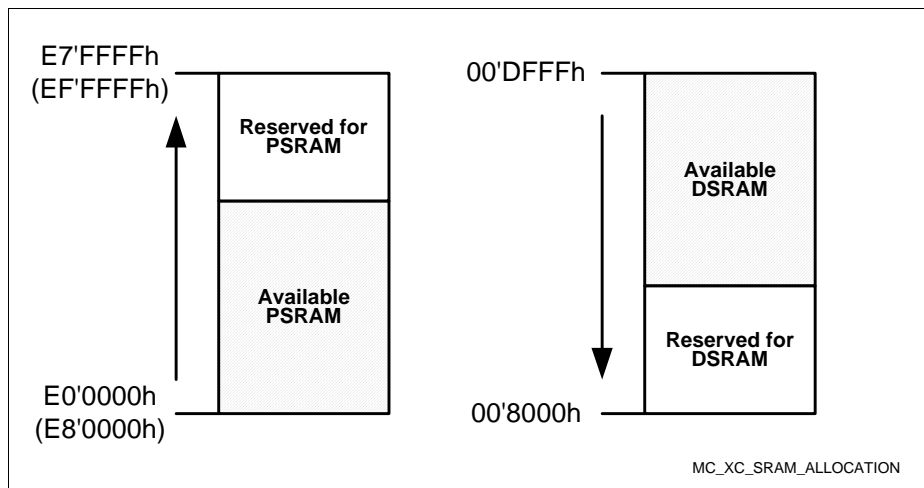 E7'FFFFh
(EF'FFFFh)
Reserved for
PSRAM
Available
PSRAM
E0'0000h
(E8'0000h)
00'DFFFh
Available
DSRAM
Reserved for
DSRAM
00'8000h
MC_XC_SRAM_ALLOCATION